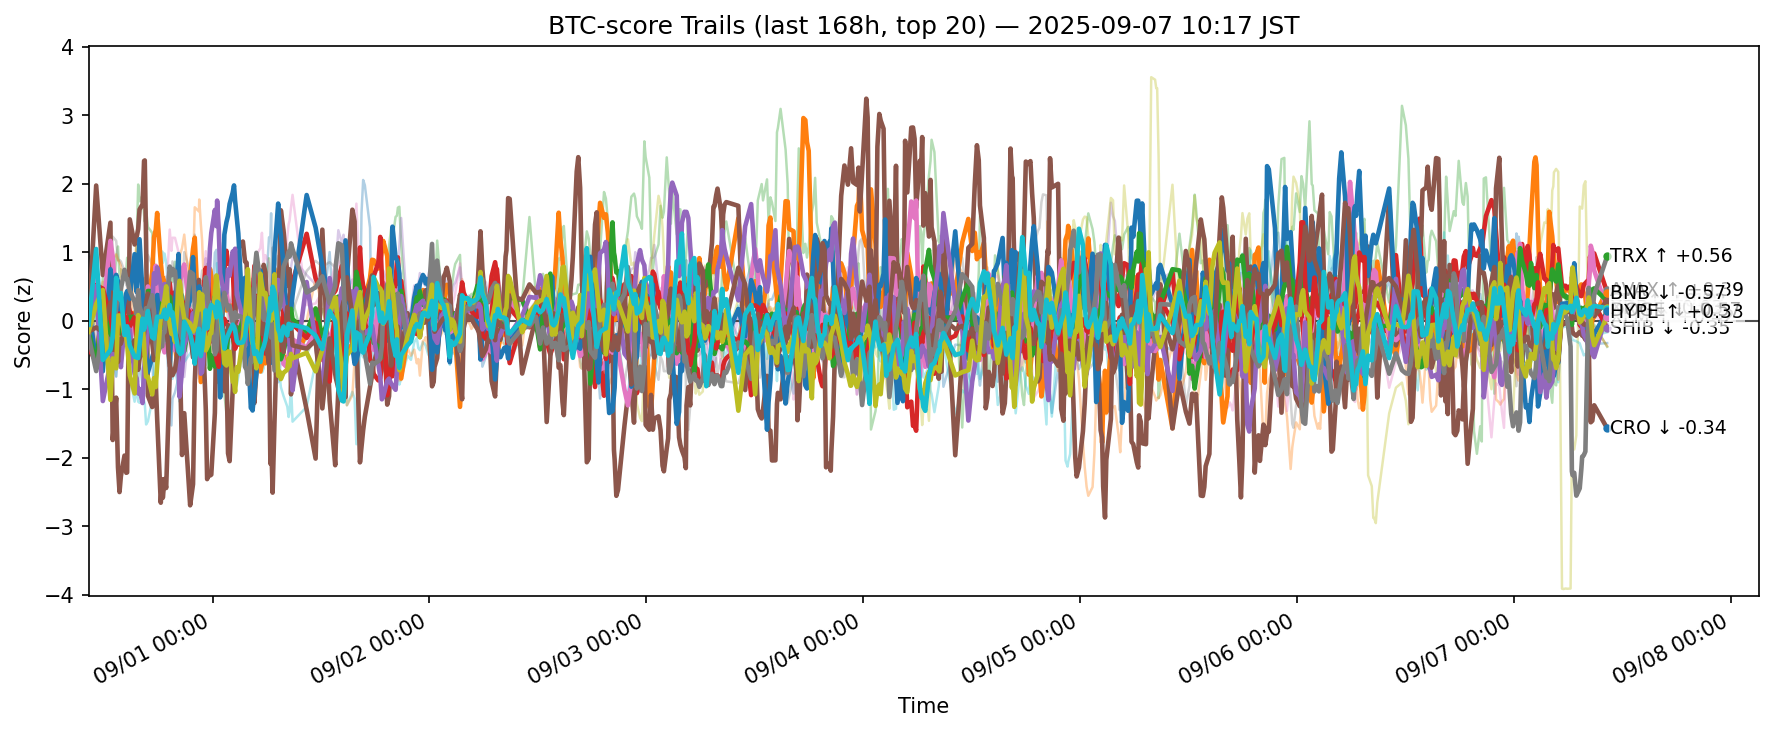 BTC-score Trails (last 168h, top 20) — 2025-09-07 10:17 JST
Score (z)
4
3
2
1
0
−1
−2
−3
−4
TRX ↑ +0.56
BNB ↓ -0.57
HYPE ↑ +0.33
SHIB ↓ -0.35
CRO ↓ -0.34
09/01 00:00
09/02 00:00
09/03 00:00
09/04 00:00
09/05 00:00
09/06 00:00
09/07 00:00
09/08 00:00
Time